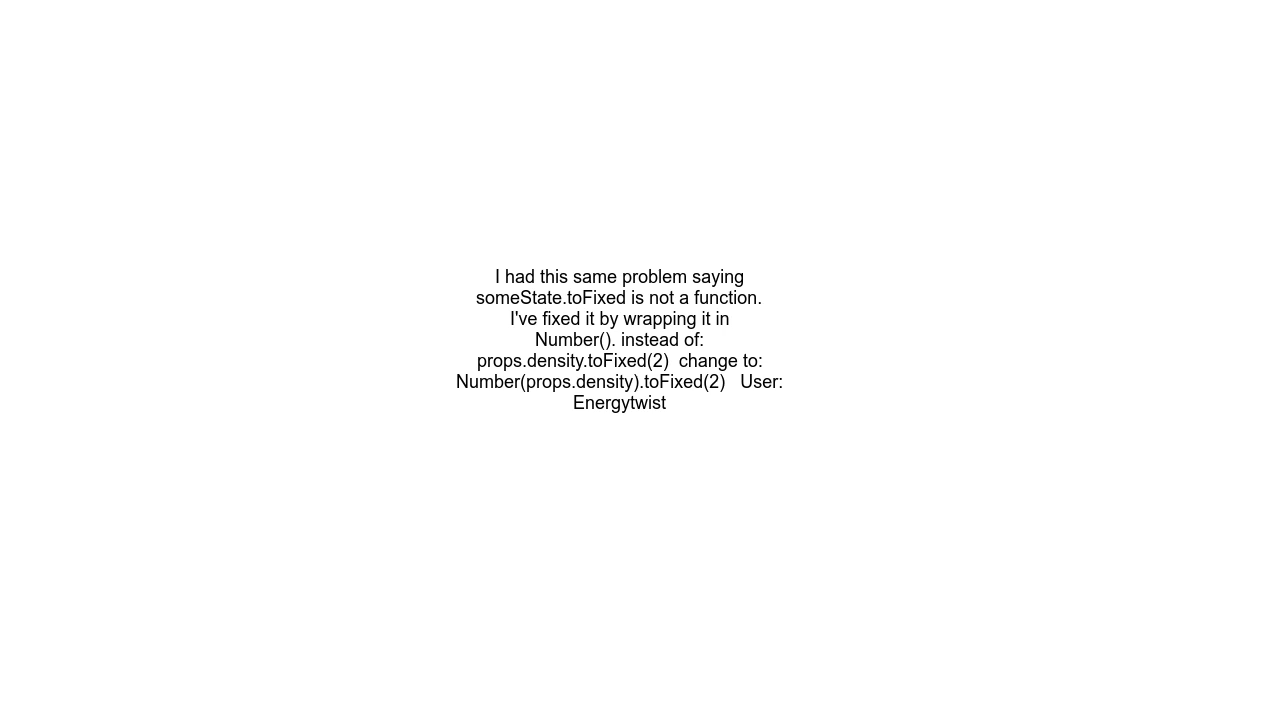 I had this same problem saying
someState.toFixed is not a function.
I've fixed it by wrapping it in
Number(). instead of:
props.density.toFixed(2)  change to:
Number(props.density).toFixed(2)   User:
Energytwist